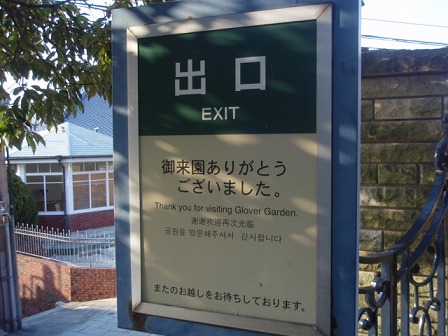 出口
EXIT
御来園ありがとう
ございました。
Thank you for visiting Glover Garden.
谢谢欢迎再次光临
공원을 방문해주셔서 감사합니다
またのお越しをお待ちしております。